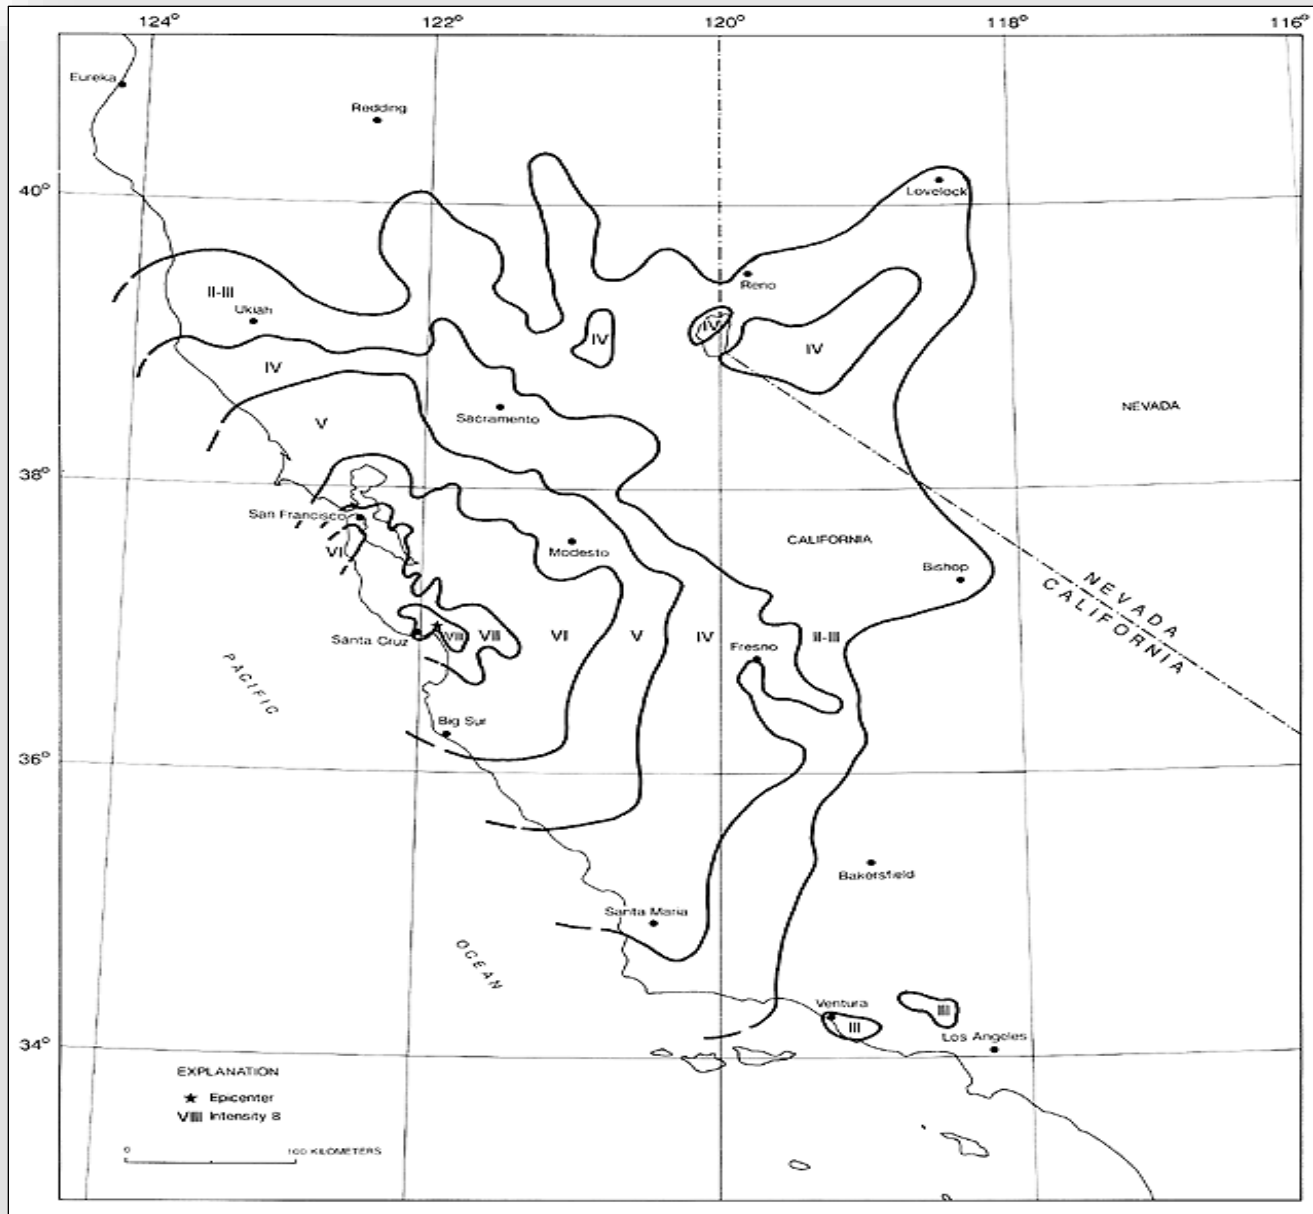 124°
122°
120°
118°
116°
Eureka
Redding
40°
Lovelock
Reno
II-III
Ukiah
IV
IV
IV
IV
V
Sacramento
NEVADA
38°
San Francisco
VI
Modesto
CALIFORNIA
Bishop
NEVADA
CALIFORNIA
Santa Cruz
VIII
VII
VI
V
IV
II-III
Fresno
PACIFIC
Big Sur
36°
Bakersfield
Santa Maria
OCEAN
Ventura
III
III
Los Angeles
34°
EXPLANATION
★ Epicenter
VIII Intensity 8
0 100 KILOMETERS